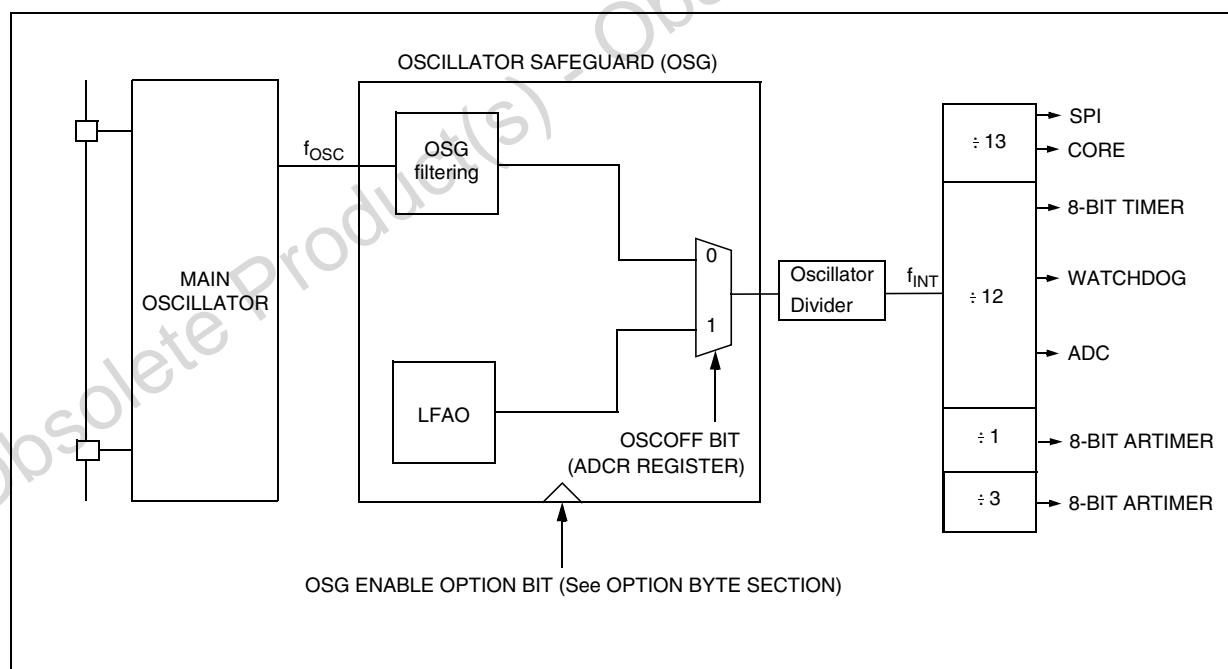 Obsolete Product(s) - Obs
OSCILLATOR SAFEGUARD (OSG)
MAIN
OSCILLATOR
fOSC
OSG
filtering
LFAO
0
1
OSCOFF BIT
(ADCR REGISTER)
Oscillator
Divider
fINT
÷ 13
÷ 12
÷ 1
÷ 3
SPI
CORE
8-BIT TIMER
WATCHDOG
ADC
8-BIT ARTIMER
8-BIT ARTIMER
OSG ENABLE OPTION BIT (See OPTION BYTE SECTION)